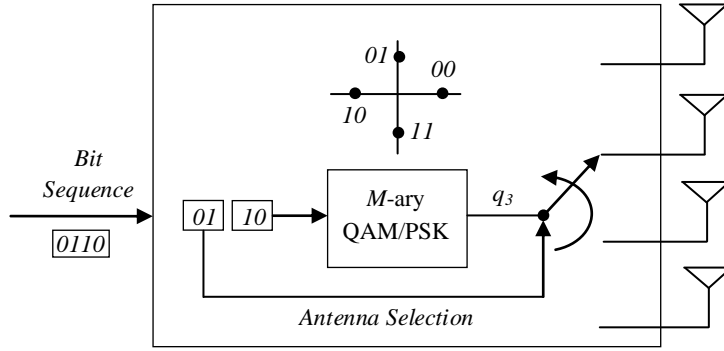 01
00
10
11
Bit
Sequence
0110
01
10
M-ary
QAM/PSK
q3
Antenna Selection